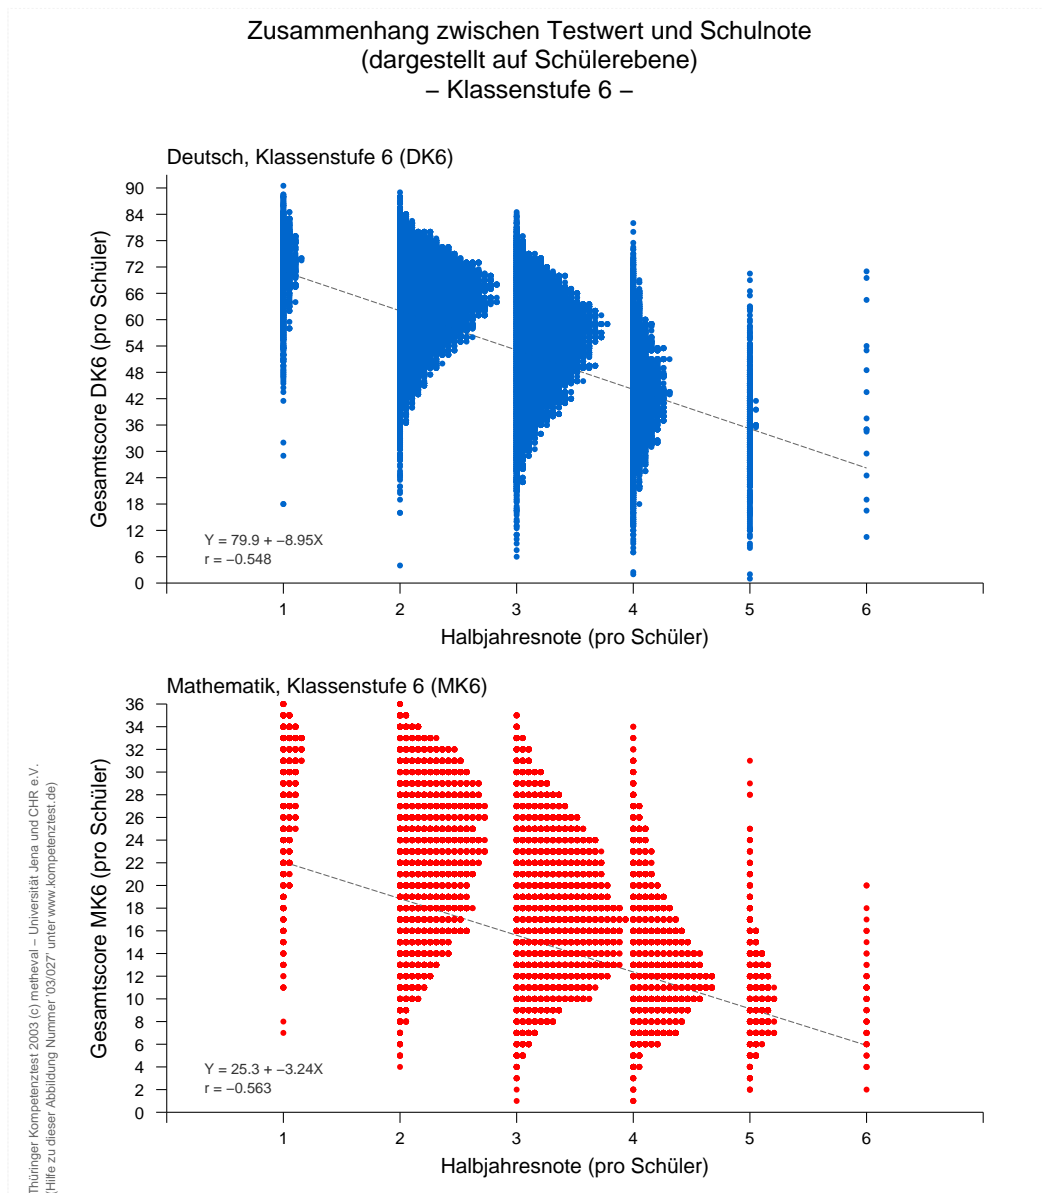 Zusammenhang zwischen Testwert und Schulnote
(dargestellt auf Schülerebene)
– Klassenstufe 6 –
Deutsch, Klassenstufe 6 (DK6)
Gesamtscore DK6 (pro Schüler)
90
84
78
72
66
60
54
48
42
36
30
24
18
12
6
0
Y = 79.9 + −8.95X
r = −0.548
1 2 3 4 5 6
Halbjahresnote (pro Schüler)
Mathematik, Klassenstufe 6 (MK6)
Gesamtscore MK6 (pro Schüler)
36
34
32
30
28
26
24
22
20
18
16
14
12
10
8
6
4
2
0
Y = 25.3 + −3.24X
r = −0.563
1 2 3 4 5 6
Halbjahresnote (pro Schüler)
Thüringer Kompetenztest 2003 (c) metheval – Universität Jena und CHR e.V.
(Hilfe zu dieser Abbildung Nummer '03/027' unter www.kompetenztest.de)